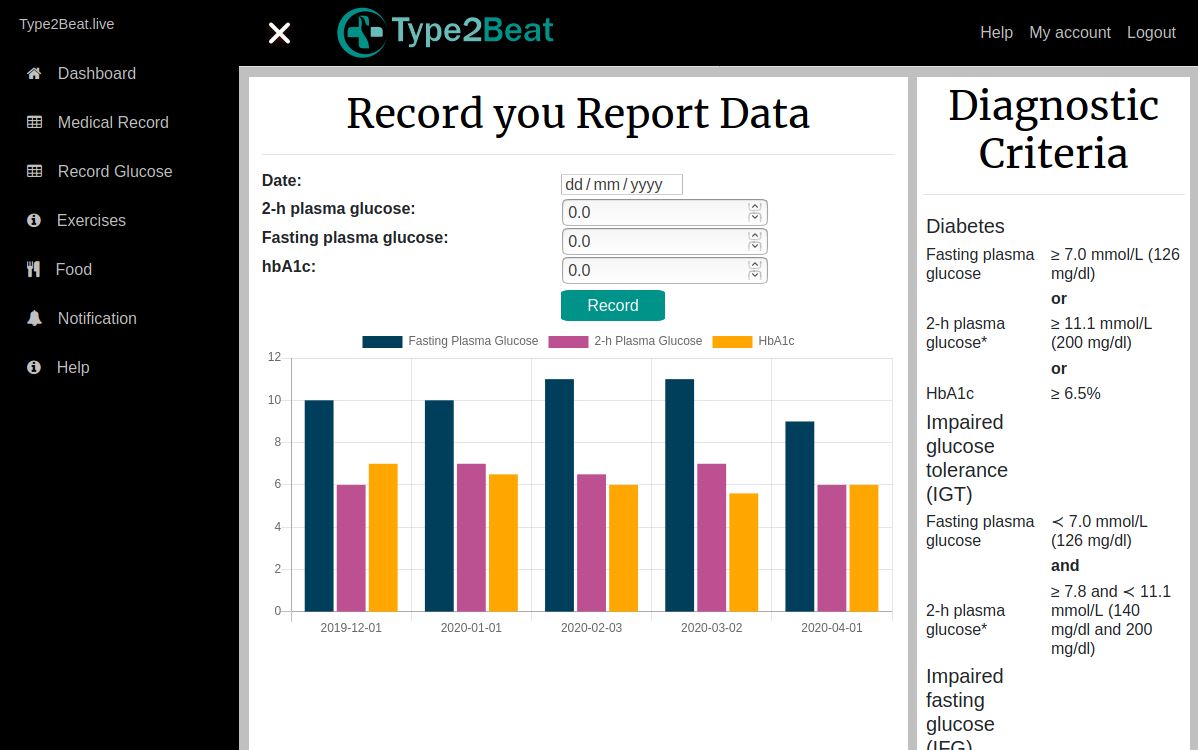 Type2Beat.live
Dashboard
Medical Record
Record Glucose
Exercises
Food
Notification
Help
Type2Beat
Help My account Logout
Record you Report Data
Date: dd / mm / yyyy
2-h plasma glucose: 0.0
Fasting plasma glucose: 0.0
hbA1c: 0.0
Record
Fasting Plasma Glucose 2-h Plasma Glucose HbA1c
12
10
8
6
4
2
0
2019-12-01 2020-01-01 2020-02-03 2020-03-02 2020-04-01
Diagnostic
Criteria
Diabetes
Fasting plasma ≥ 7.0 mmol/L (126
glucose mg/dl)
or
2-h plasma ≥ 11.1 mmol/L
glucose* (200 mg/dl)
or
HbA1c ≥ 6.5%
Impaired
glucose
tolerance
(IGT)
Fasting plasma ≺ 7.0 mmol/L
glucose (126 mg/dl)
and
≥ 7.8 and ≺ 11.1
2-h plasma mmol/L (140
glucose* mg/dl and 200
mg/dl)
Impaired
fasting
glucose
(IFG)